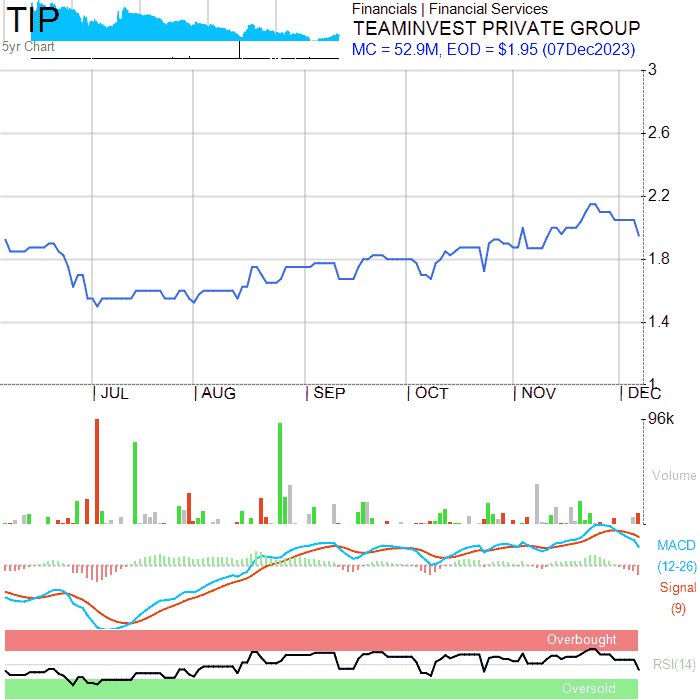 TIP
5yr Chart
Financials | Financial Services
TEAMINVEST PRIVATE GROUP
MC = 52.9M, EOD = $1.95 (07Dec2023)
3
2.6
2.2
1.8
1.4
1
JUL AUG SEP OCT NOV DEC
96k
Volume
MACD
(12-26)
Signal
(9)
Overbought
RSI(14)
Oversold